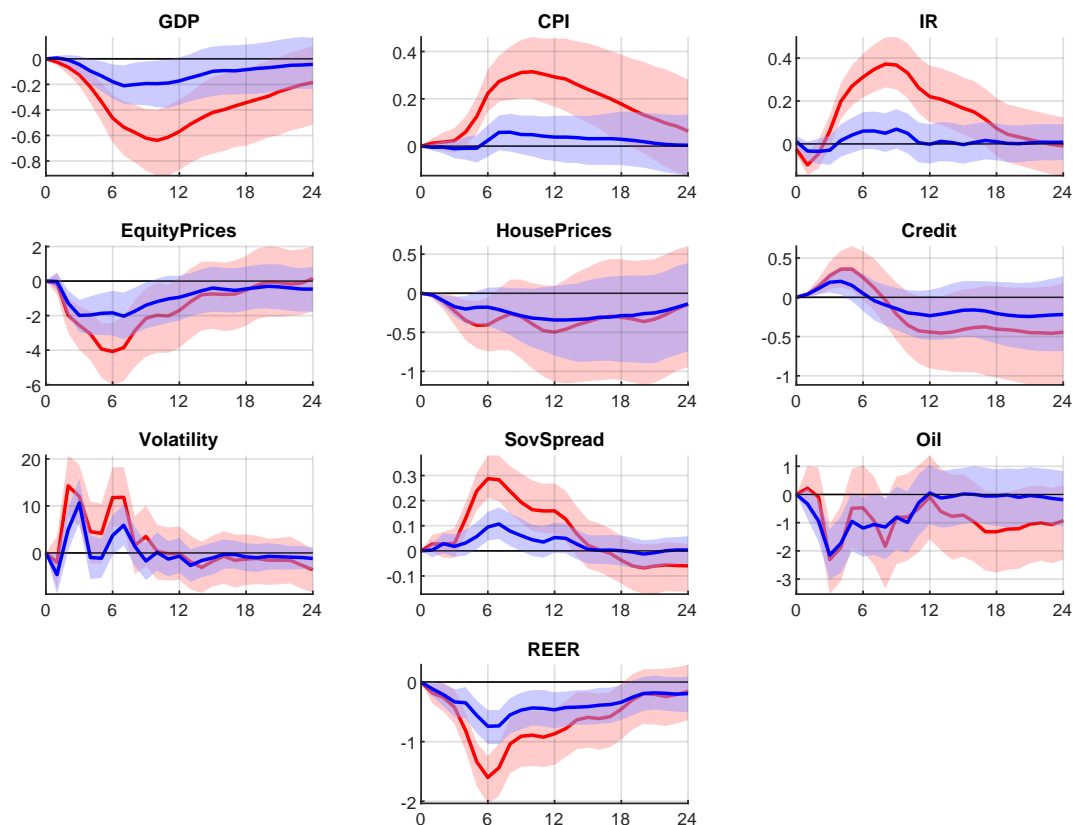 GDP
0
-0.2
-0.4
-0.6
-0.8
0 6 12 18 24
CPI
0.4
0.2
0
0 6 12 18 24
IR
0.4
0.2
0
0 6 12 18 24
EquityPrices
2
0
-2
-4
-6
0 6 12 18 24
HousePrices
0.5
0
-0.5
-1
0 6 12 18 24
Credit
0.5
0
-0.5
-1
0 6 12 18 24
Volatility
20
10
0
0 6 12 18 24
SovSpread
0.3
0.2
0.1
0
-0.1
0 6 12 18 24
Oil
1
0
-1
-2
-3
0 6 12 18 24
REER
0
-1
-2
0 6 12 18 24